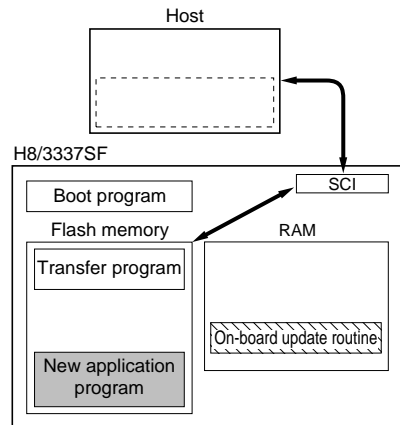 Host
H8/3337SF
SCI
Boot program
Flash memory
RAM
Transfer program
On-board update routine
New application
program